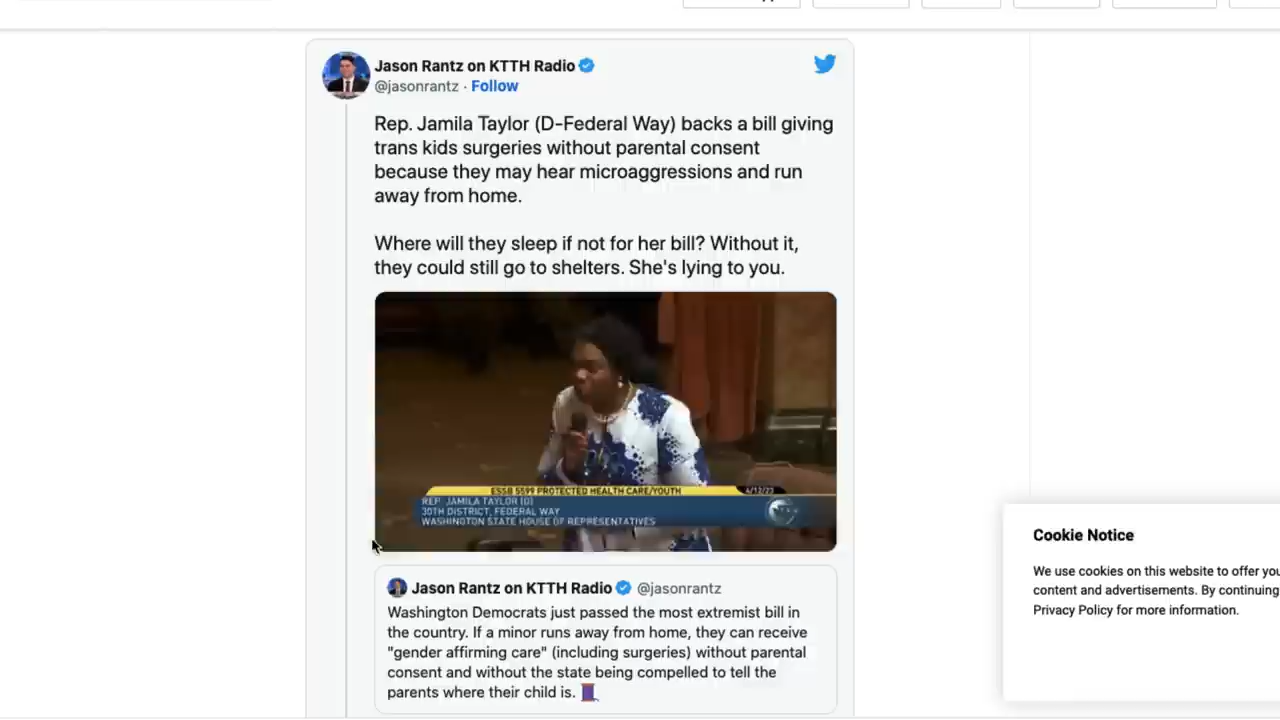 Jason Rantz on KTTH Radio
@jasonrantz · Follow
Rep. Jamila Taylor (D-Federal Way) backs a bill giving
trans kids surgeries without parental consent
because they may hear microaggressions and run
away from home.
Where will they sleep if not for her bill? Without it,
they could still go to shelters. She's lying to you.
ESSB 5599 PROTECTED HEALTH CARE/YOUTH
4/12/23
REP. JAMILA TAYLOR (D)
30TH DISTRICT, FEDERAL WAY
WASHINGTON STATE HOUSE OF REPRESENTATIVES
Jason Rantz on KTTH Radio @jasonrantz
Washington Democrats just passed the most extremist bill in
the country. If a minor runs away from home, they can receive
"gender affirming care" (including surgeries) without parental
consent and without the state being compelled to tell the
parents where their child is.
Cookie Notice
We use cookies on this website to offer you
content and advertisements. By continuing
Privacy Policy for more information.